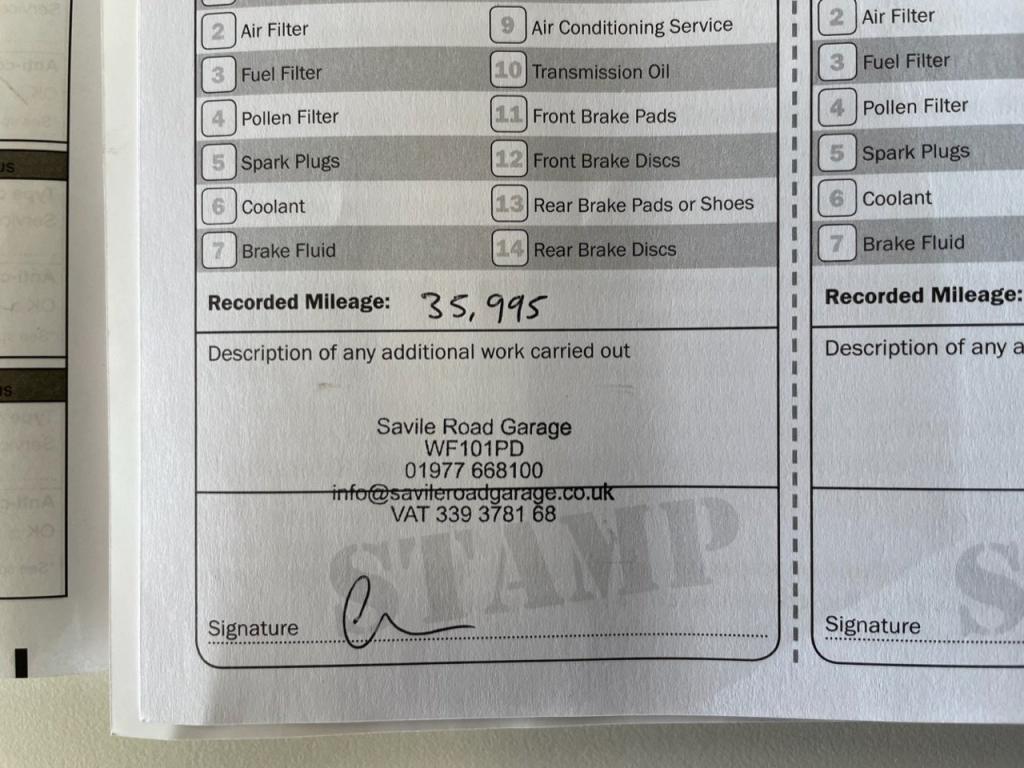 2 Air Filter
3 Fuel Filter
4 Pollen Filter
5 Spark Plugs
6 Coolant
7 Brake Fluid
9 Air Conditioning Service
10 Transmission Oil
11 Front Brake Pads
12 Front Brake Discs
13 Rear Brake Pads or Shoes
14 Rear Brake Discs
Recorded Mileage: 35,995
Description of any additional work carried out
Savile Road Garage
WF101PD
01977 668100
info@savileroadgarage.co.uk
VAT 339 3781 68
STAMP
Signature
2 Air Filter
3 Fuel Filter
4 Pollen Filter
5 Spark Plugs
6 Coolant
7 Brake Fluid
Recorded Mileage:
Description of any a
S
Signature